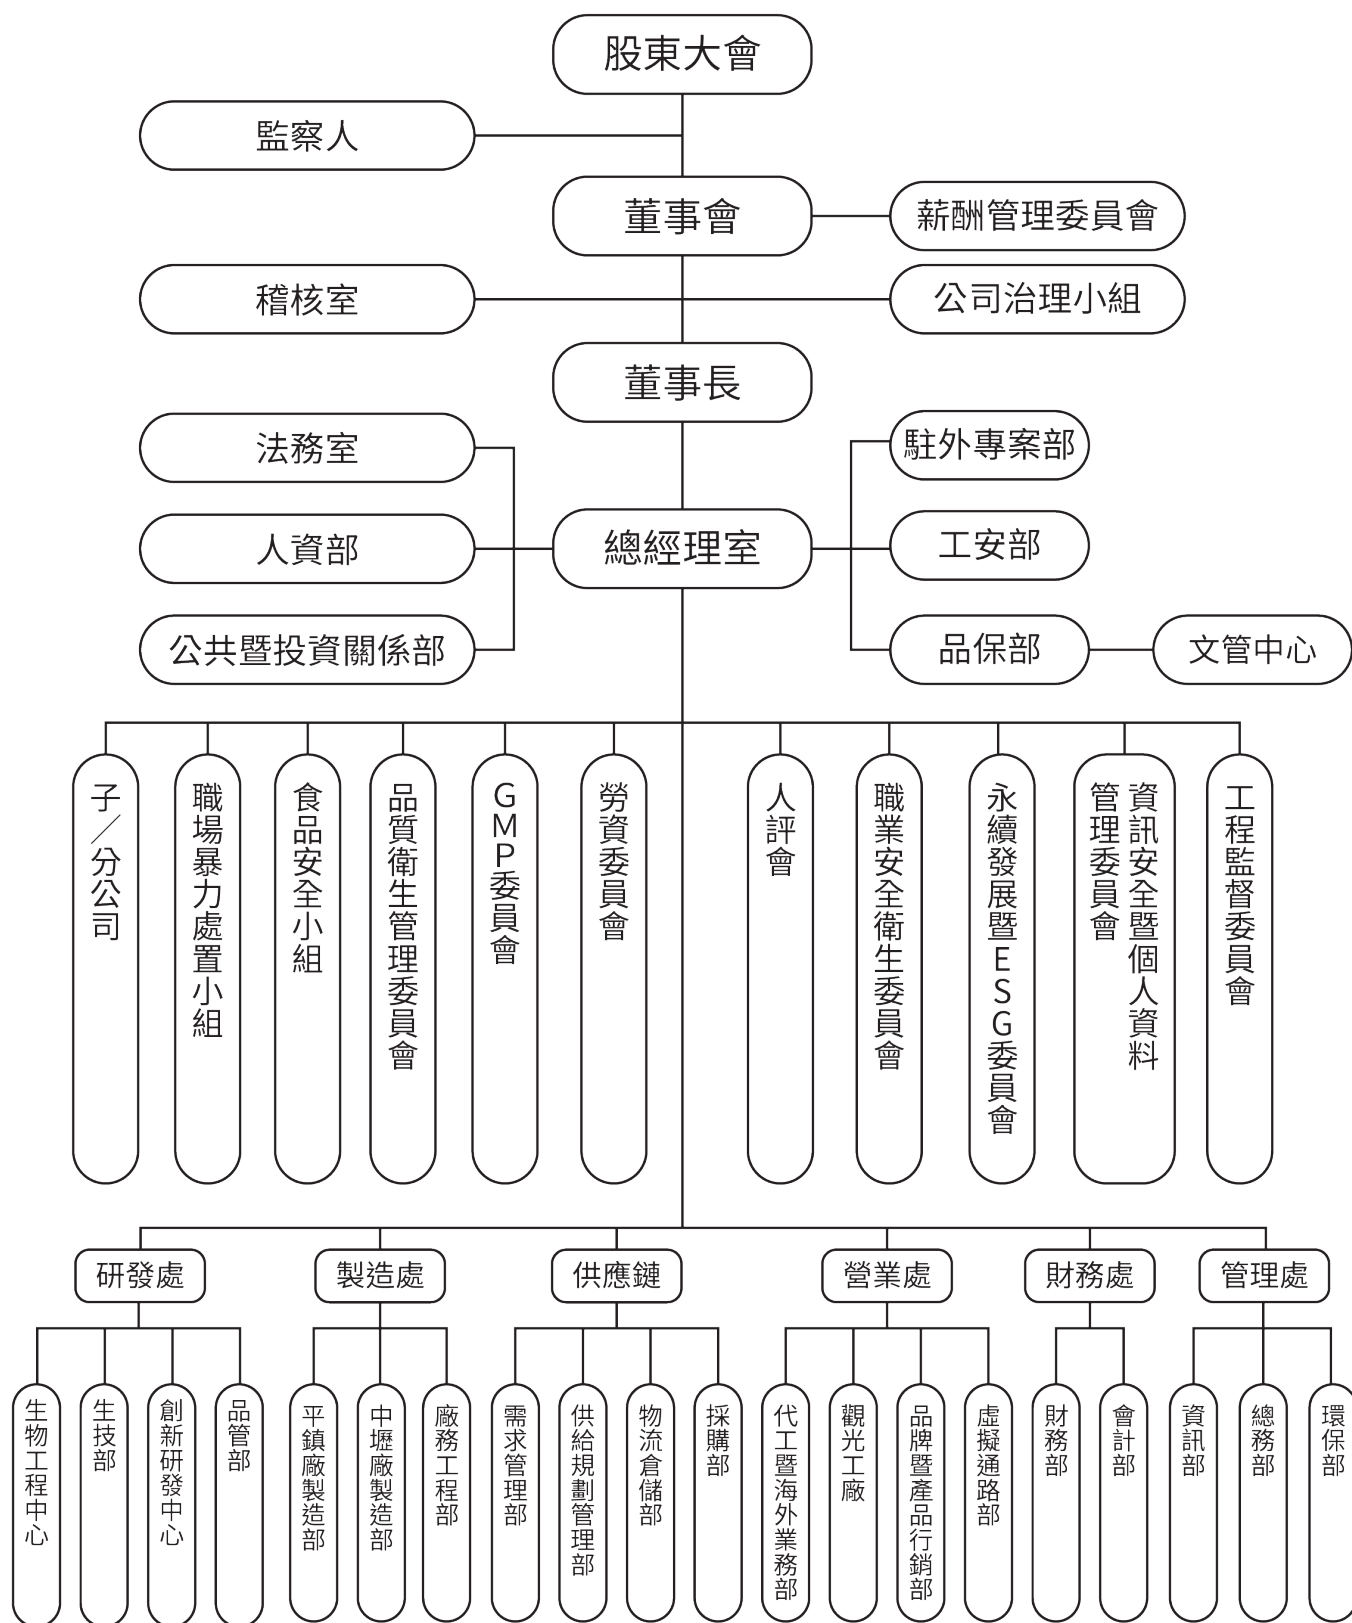 股東大會
監察人
董事會
薪酬管理委員會
稽核室
公司治理小組
董事長
法務室
駐外專案部
人資部
總經理室
工安部
公共暨投資關係部
品保部
文管中心
子／分公司
職場暴力處置小組
食品安全小組
品質衛生管理委員會
GMP委員會
勞資委員會
人評會
職業安全衛生委員會
永續發展暨ESG委員會
資訊安全暨個人資料
管理委員會
工程監督委員會
研發處
製造處
供應鏈
營業處
財務處
管理處
生物工程中心
生技部
創新研發中心
品管部
平鎮廠製造部
中壢廠製造部
廠務工程部
需求管理部
供給規劃管理部
物流倉儲部
採購部
代工暨海外業務部
觀光工廠
品牌暨產品行銷部
虛擬通路部
財務部
會計部
資訊部
總務部
環保部